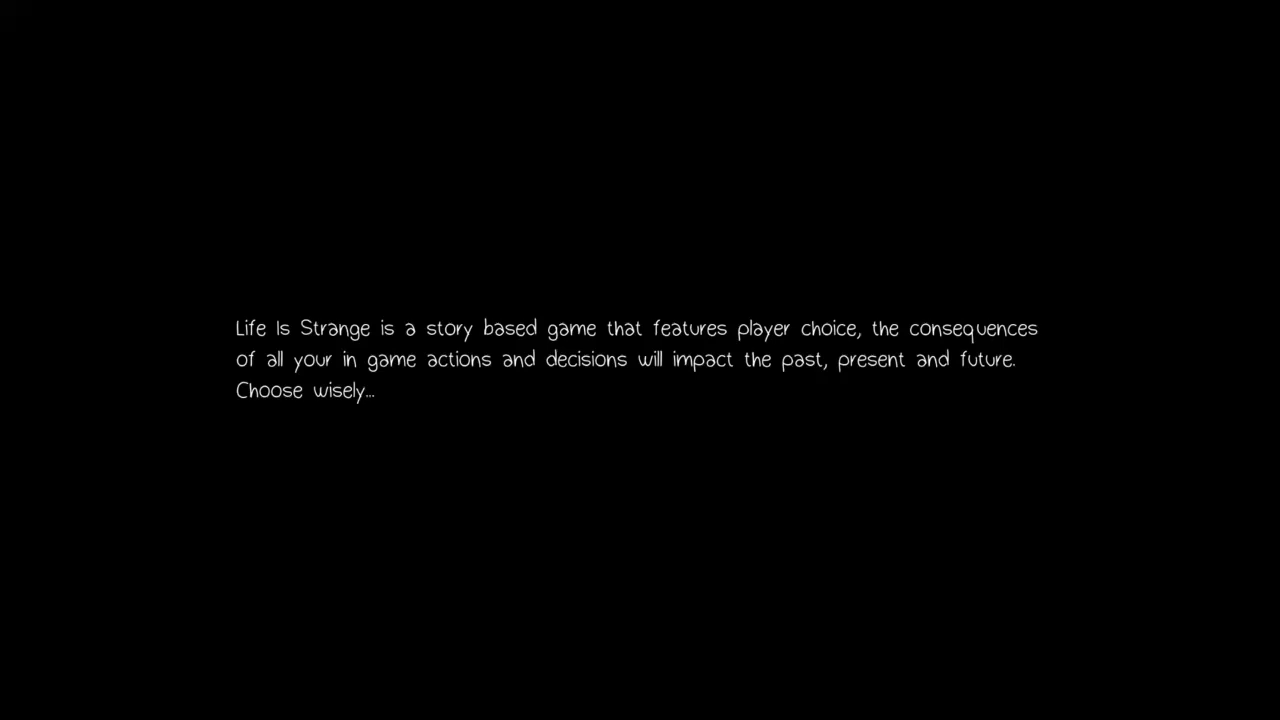 Life Is Strange is a story based game that features player choice, the consequences
of all your in game actions and decisions will impact the past, present and future.
Choose wisely...